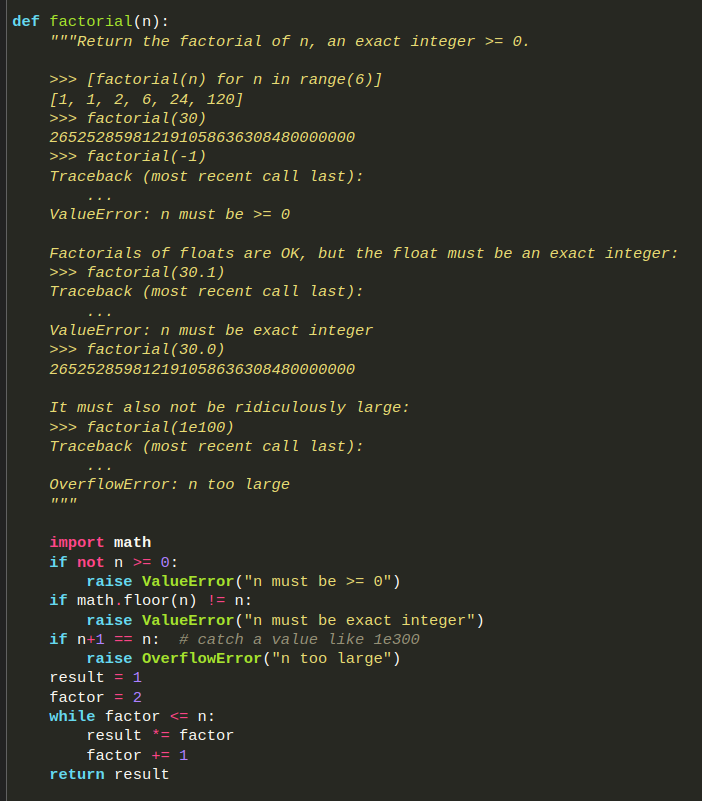 def factorial(n):
    """Return the factorial of n, an exact integer >= 0.

    >>> [factorial(n) for n in range(6)]
    [1, 1, 2, 6, 24, 120]
    >>> factorial(30)
    265252859812191058636308480000000
    >>> factorial(-1)
    Traceback (most recent call last):
        ...
    ValueError: n must be >= 0

    Factorials of floats are OK, but the float must be an exact integer:
    >>> factorial(30.1)
    Traceback (most recent call last):
        ...
    ValueError: n must be exact integer
    >>> factorial(30.0)
    265252859812191058636308480000000

    It must also not be ridiculously large:
    >>> factorial(1e100)
    Traceback (most recent call last):
        ...
    OverflowError: n too large
    """

    import math
    if not n >= 0:
        raise ValueError("n must be >= 0")
    if math.floor(n) != n:
        raise ValueError("n must be exact integer")
    if n+1 == n:  # catch a value like 1e300
        raise OverflowError("n too large")
    result = 1
    factor = 2
    while factor <= n:
        result *= factor
        factor += 1
    return result